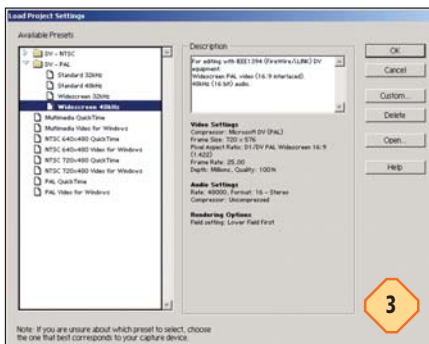 Load Project Settings
Available Presets
DV - NTSC
DV - PAL
Standard 32kHz
Standard 48kHz
Widescreen 32kHz
Widescreen 48kHz
Multimedia QuickTime
Multimedia Video for Windows
NTSC 640x480 QuickTime
NTSC 640x480 Video for Windows
NTSC 720x480 QuickTime
NTSC 720x480 Video for Windows
PAL QuickTime
PAL Video for Windows
Description
For editing with IEEE1394 (FireWire/i.LINK) DV
equipment.
Widescreen PAL video (16:9 interlaced).
48kHz (16 bit) audio.
Video Settings
Compressor: Microsoft DV (PAL)
Frame Size: 720 x 576
Pixel Aspect Ratio: D1/DV PAL Widescreen 16:9
(1.422)
Frame Rate: 25.00
Depth: Millions, Quality: 100%
Audio Settings
Rate: 48000, Format: 16 - Stereo
Compressor: Uncompressed
Rendering Options
Field setting: Lower Field First
OK
Cancel
Custom...
Delete
Open...
Help
3
Note: If you are unsure about which preset to select, choose
the one that best corresponds to your capture device.